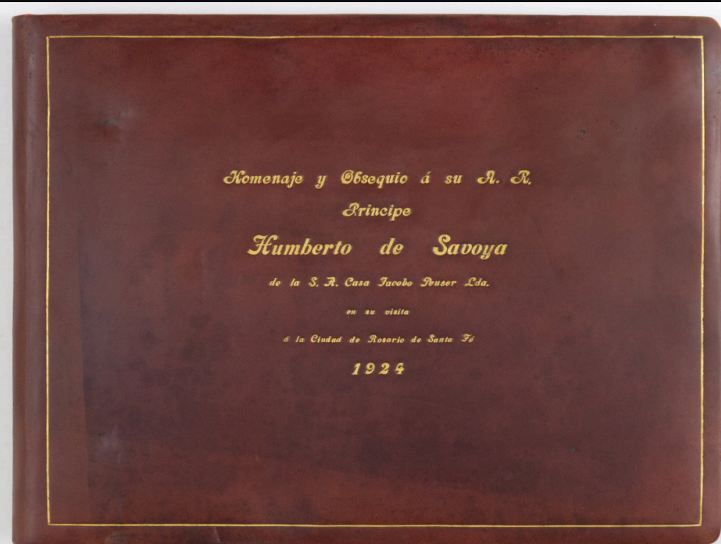 Homenaje y Obsequio á su A. R.
Principe
Humberto de Savoya
de la S. A. Casa Jacobo Peuser Lda.
en su visita
á la Ciudad de Rosario de Santa Fé
1924